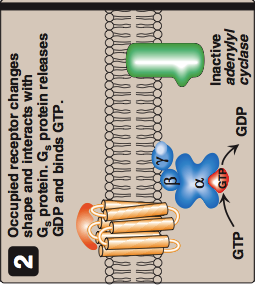 2
Occupied receptor changes
shape and interacts with
Gs protein. Gs protein releases
GDP and binds GTP.
Inactive
adenylyl
cyclase
γ
β
α
GTP
GTP
GDP